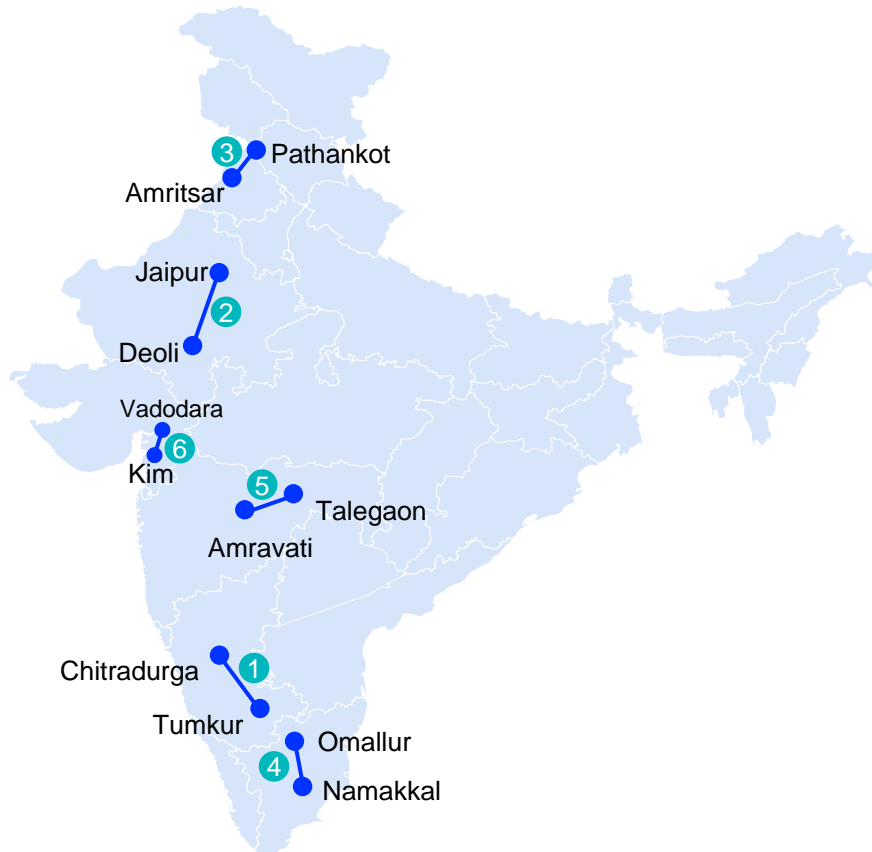 3
Pathankot
Amritsar
Jaipur
2
Deoli
Vadodara
6
Kim
5
Talegaon
Amravati
Chitradurga
1
Tumkur
Omallur
4
Namakkal